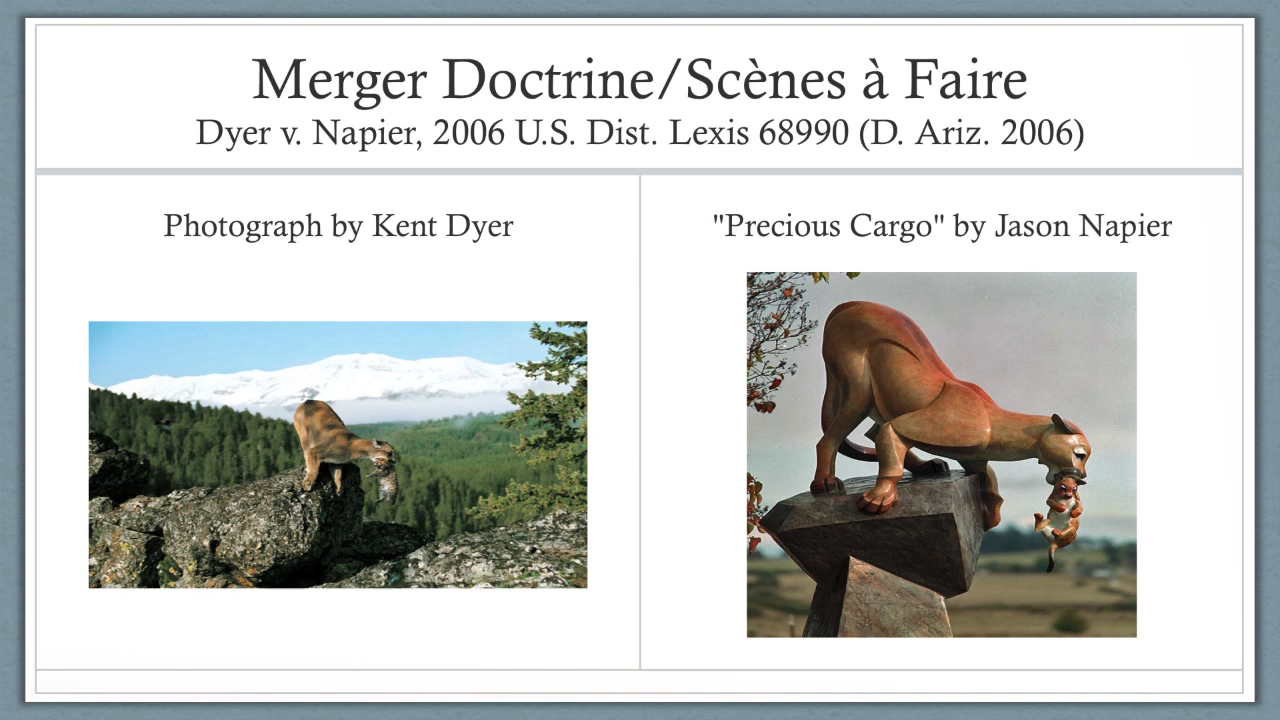 Merger Doctrine/Scènes à Faire
Dyer v. Napier, 2006 U.S. Dist. Lexis 68990 (D. Ariz. 2006)
Photograph by Kent Dyer
"Precious Cargo" by Jason Napier